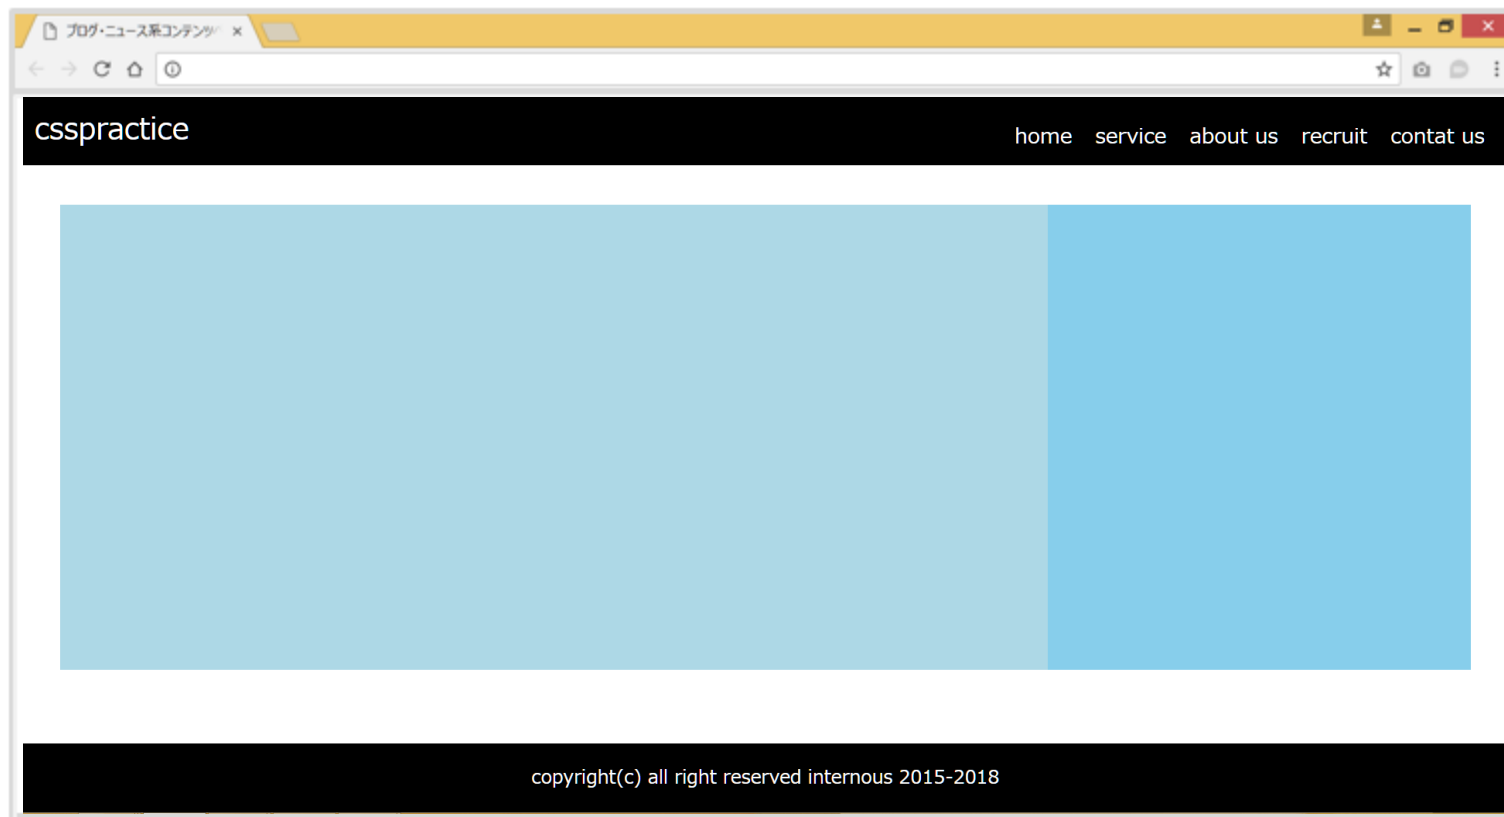 ブログ・ニュース系コンテンツ
csspractice
home service about us recruit contat us
copyright(c) all right reserved internous 2015-2018